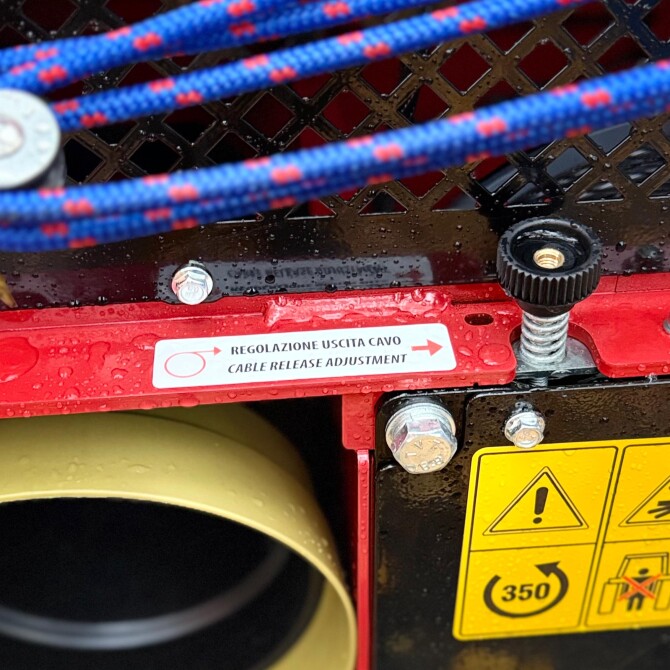 REGOLAZIONE USCITA CAVO
CABLE RELEASE ADJUSTMENT
350